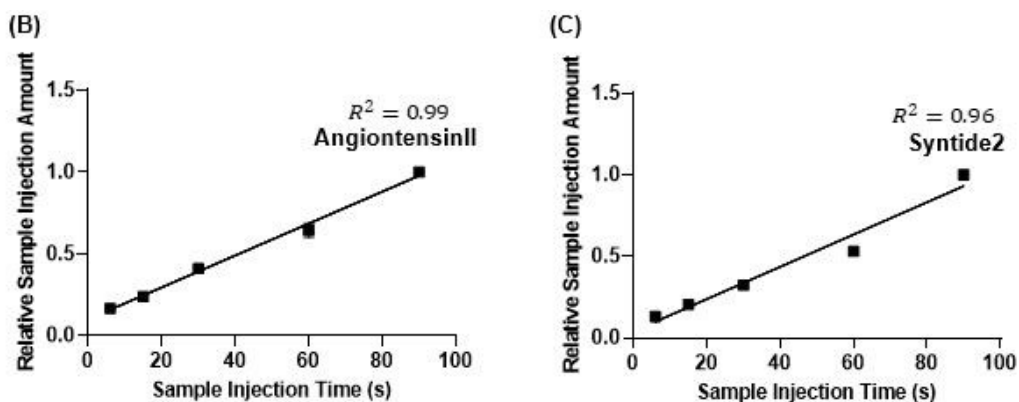 (B)
Relative Sample Injection Amount
1.5
1.0
0.5
0.0
R² = 0.99
AngiontensinII
0 20 40 60 80 100
Sample Injection Time (s)
(C)
Relative Sample Injection Amount
1.5
1.0
0.5
0.0
R² = 0.96
Syntide2
0 20 40 60 80 100
Sample Injection Time (s)